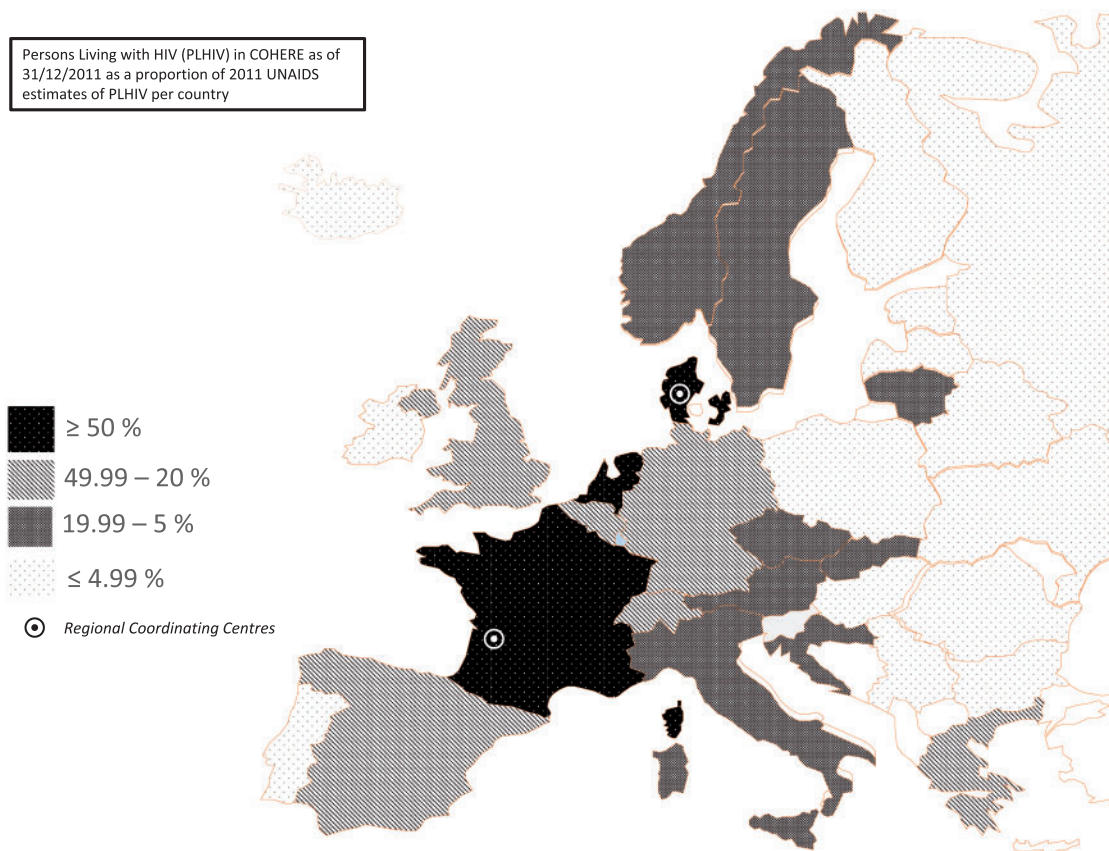 Persons Living with HIV (PLHIV) in COHERE as of
31/12/2011 as a proportion of 2011 UNAIDS
estimates of PLHIV per country
≥ 50 %
49.99 – 20 %
19.99 – 5 %
≤ 4.99 %
Regional Coordinating Centres